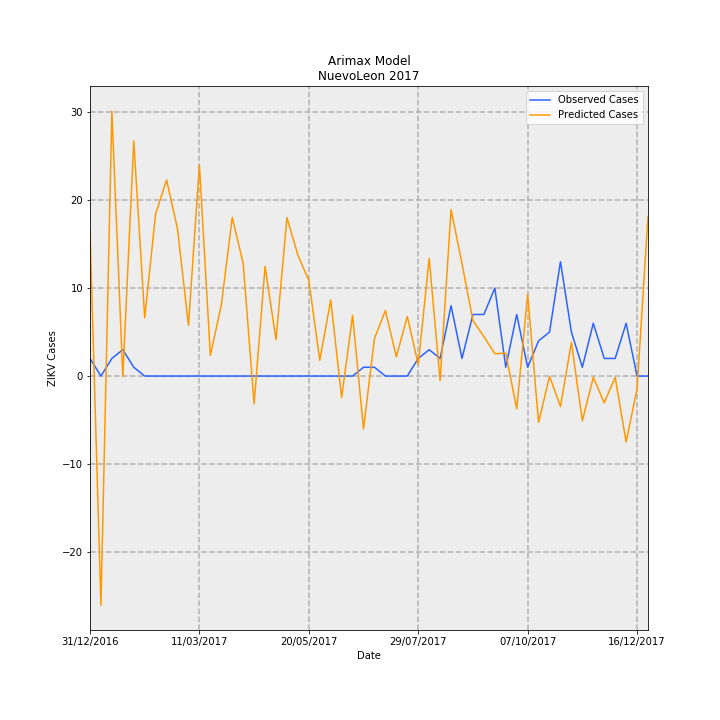 Arimax Model
NuevoLeon 2017
Observed Cases
Predicted Cases
30
20
10
0
−10
−20
ZIKV Cases
31/12/2016 11/03/2017 20/05/2017 29/07/2017 07/10/2017 16/12/2017
Date